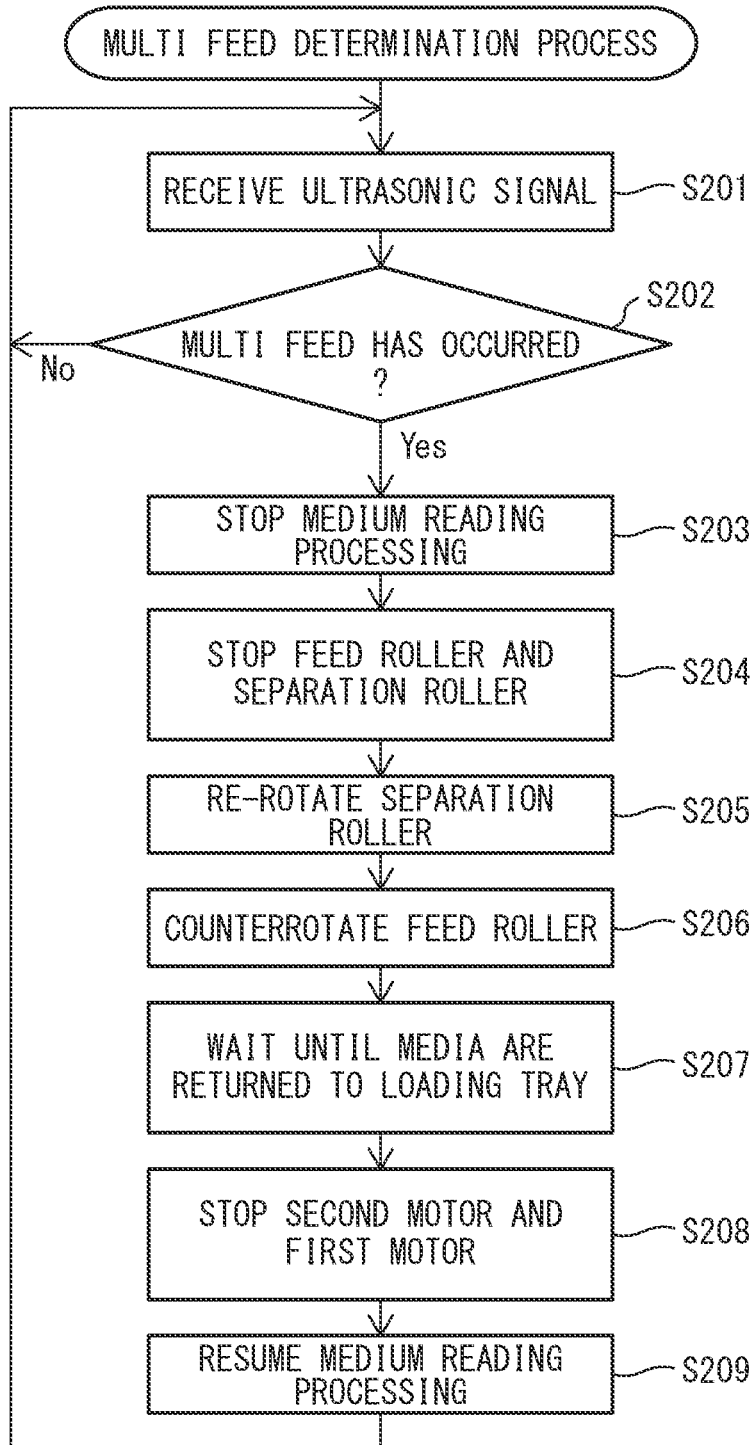 MULTI FEED DETERMINATION PROCESS
RECEIVE ULTRASONIC SIGNAL
S201
S202
MULTI FEED HAS OCCURRED
?
No
Yes
STOP MEDIUM READING
PROCESSING
S203
STOP FEED ROLLER AND
SEPARATION ROLLER
S204
RE-ROTATE SEPARATION
ROLLER
S205
COUNTERROTATE FEED ROLLER
S206
WAIT UNTIL MEDIA ARE
RETURNED TO LOADING TRAY
S207
STOP SECOND MOTOR AND
FIRST MOTOR
S208
RESUME MEDIUM READING
PROCESSING
S209